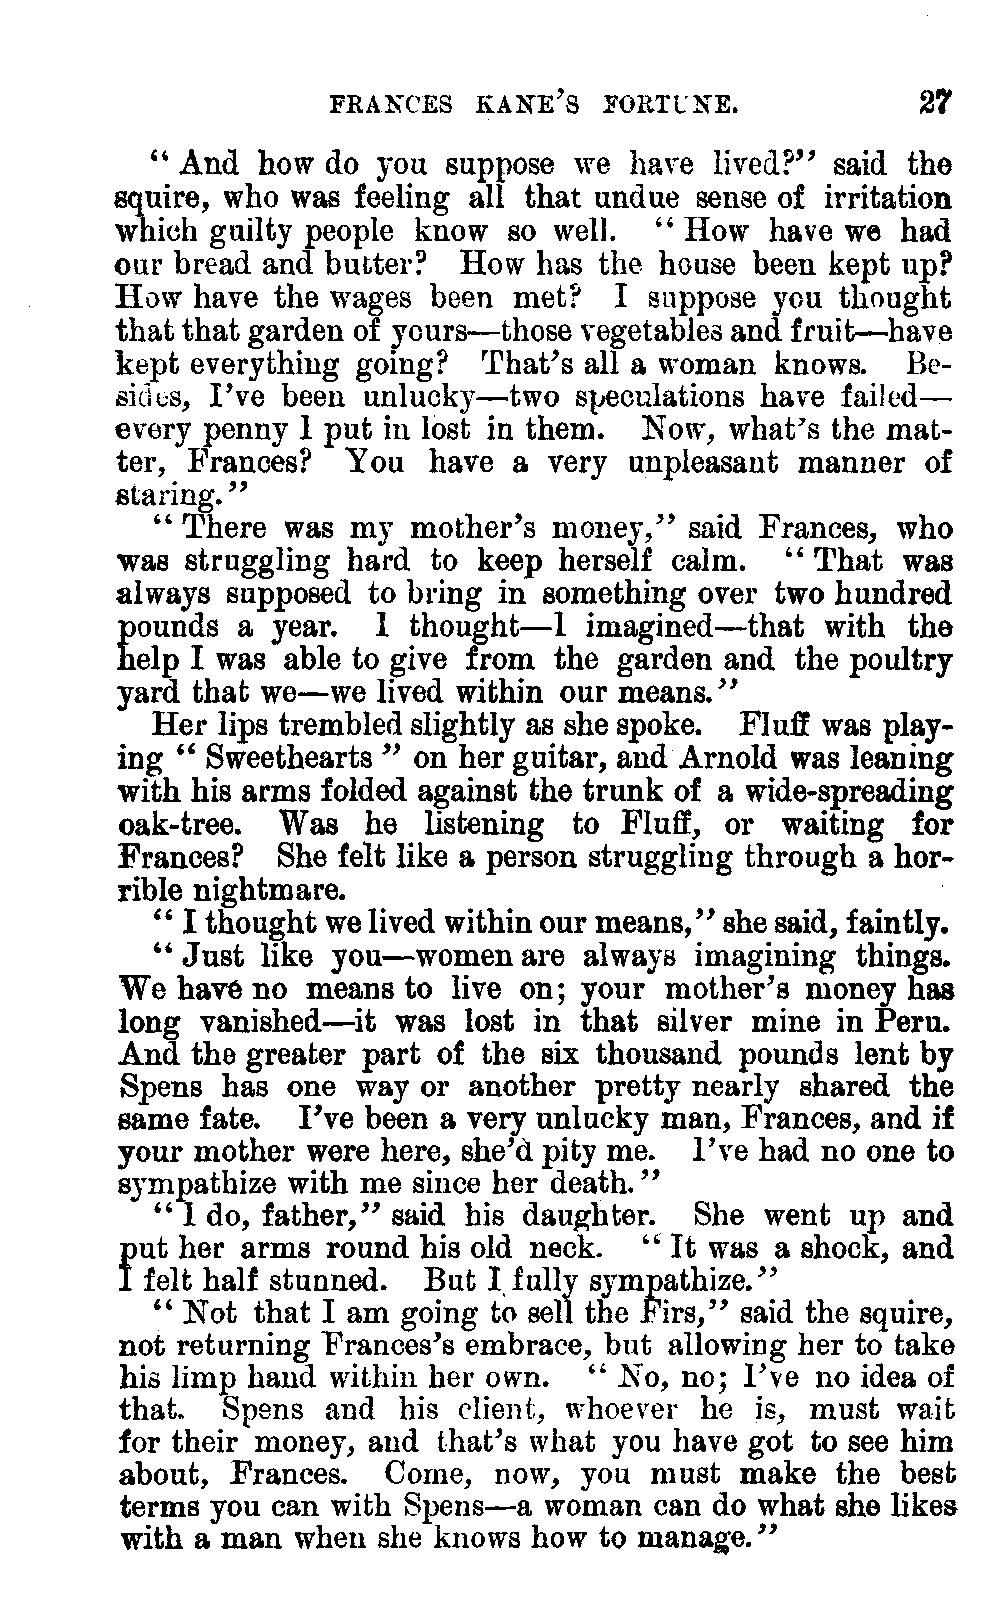 FRANCES KANE'S FORTUNE. 27
“ And how do you suppose we have lived?” said the
squire, who was feeling all that undue sense of irritation
which guilty people know so well. “ How have we had
our bread and butter? How has the house been kept up?
How have the wages been met? I suppose you thought
that that garden of yours—those vegetables and fruit—have
kept everything going? That's all a woman knows. Be-
sides, I've been unlucky—two speculations have failed—
every penny I put in lost in them. Now, what's the mat-
ter, Frances? You have a very unpleasant manner of
staring.”
“ There was my mother's money,” said Frances, who
was struggling hard to keep herself calm. “ That was
always supposed to bring in something over two hundred
pounds a year. I thought—I imagined—that with the
help I was able to give from the garden and the poultry
yard that we—we lived within our means.”
Her lips trembled slightly as she spoke. Fluff was play-
ing “ Sweethearts ” on her guitar, and Arnold was leaning
with his arms folded against the trunk of a wide-spreading
oak-tree. Was he listening to Fluff, or waiting for
Frances? She felt like a person struggling through a hor-
rible nightmare.
“ I thought we lived within our means,” she said, faintly.
“ Just like you—women are always imagining things.
We have no means to live on; your mother's money has
long vanished—it was lost in that silver mine in Peru.
And the greater part of the six thousand pounds lent by
Spens has one way or another pretty nearly shared the
same fate. I've been a very unlucky man, Frances, and if
your mother were here, she'd pity me. I've had no one to
sympathize with me since her death.”
“ I do, father,” said his daughter. She went up and
put her arms round his old neck. “ It was a shock, and
I felt half stunned. But I fully sympathize.”
“ Not that I am going to sell the Firs,” said the squire,
not returning Frances's embrace, but allowing her to take
his limp hand within her own. “ No, no; I've no idea of
that. Spens and his client, whoever he is, must wait
for their money, and that's what you have got to see him
about, Frances. Come, now, you must make the best
terms you can with Spens—a woman can do what she likes
with a man when she knows how to manage.”